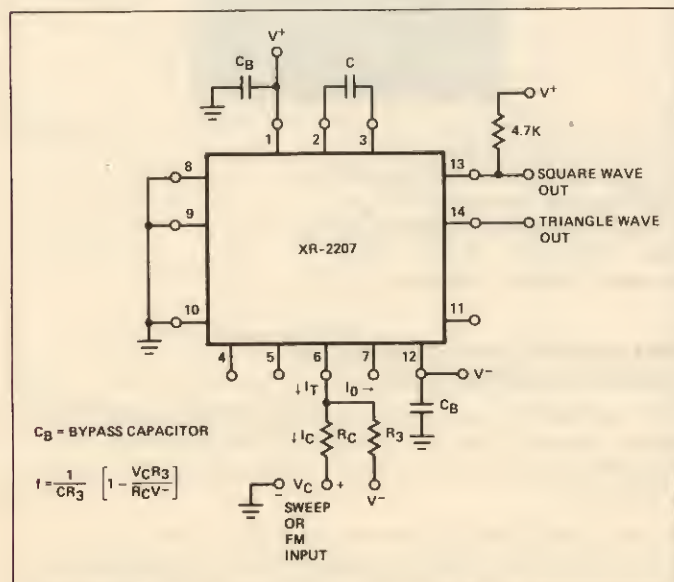 V+
CB
C
V+
4.7K
1
2
3
8
13
SQUARE WAVE
OUT
9
14
TRIANGLE WAVE
OUT
XR-2207
10
11
4
5
6
7
12
↓IT
I0→
V−
CB
CB = BYPASS CAPACITOR
↓IC
RC
R3
f = 1/CR3 [1 − VCR3/RCV−]
− VC +
V−
SWEEP
OR
FM
INPUT